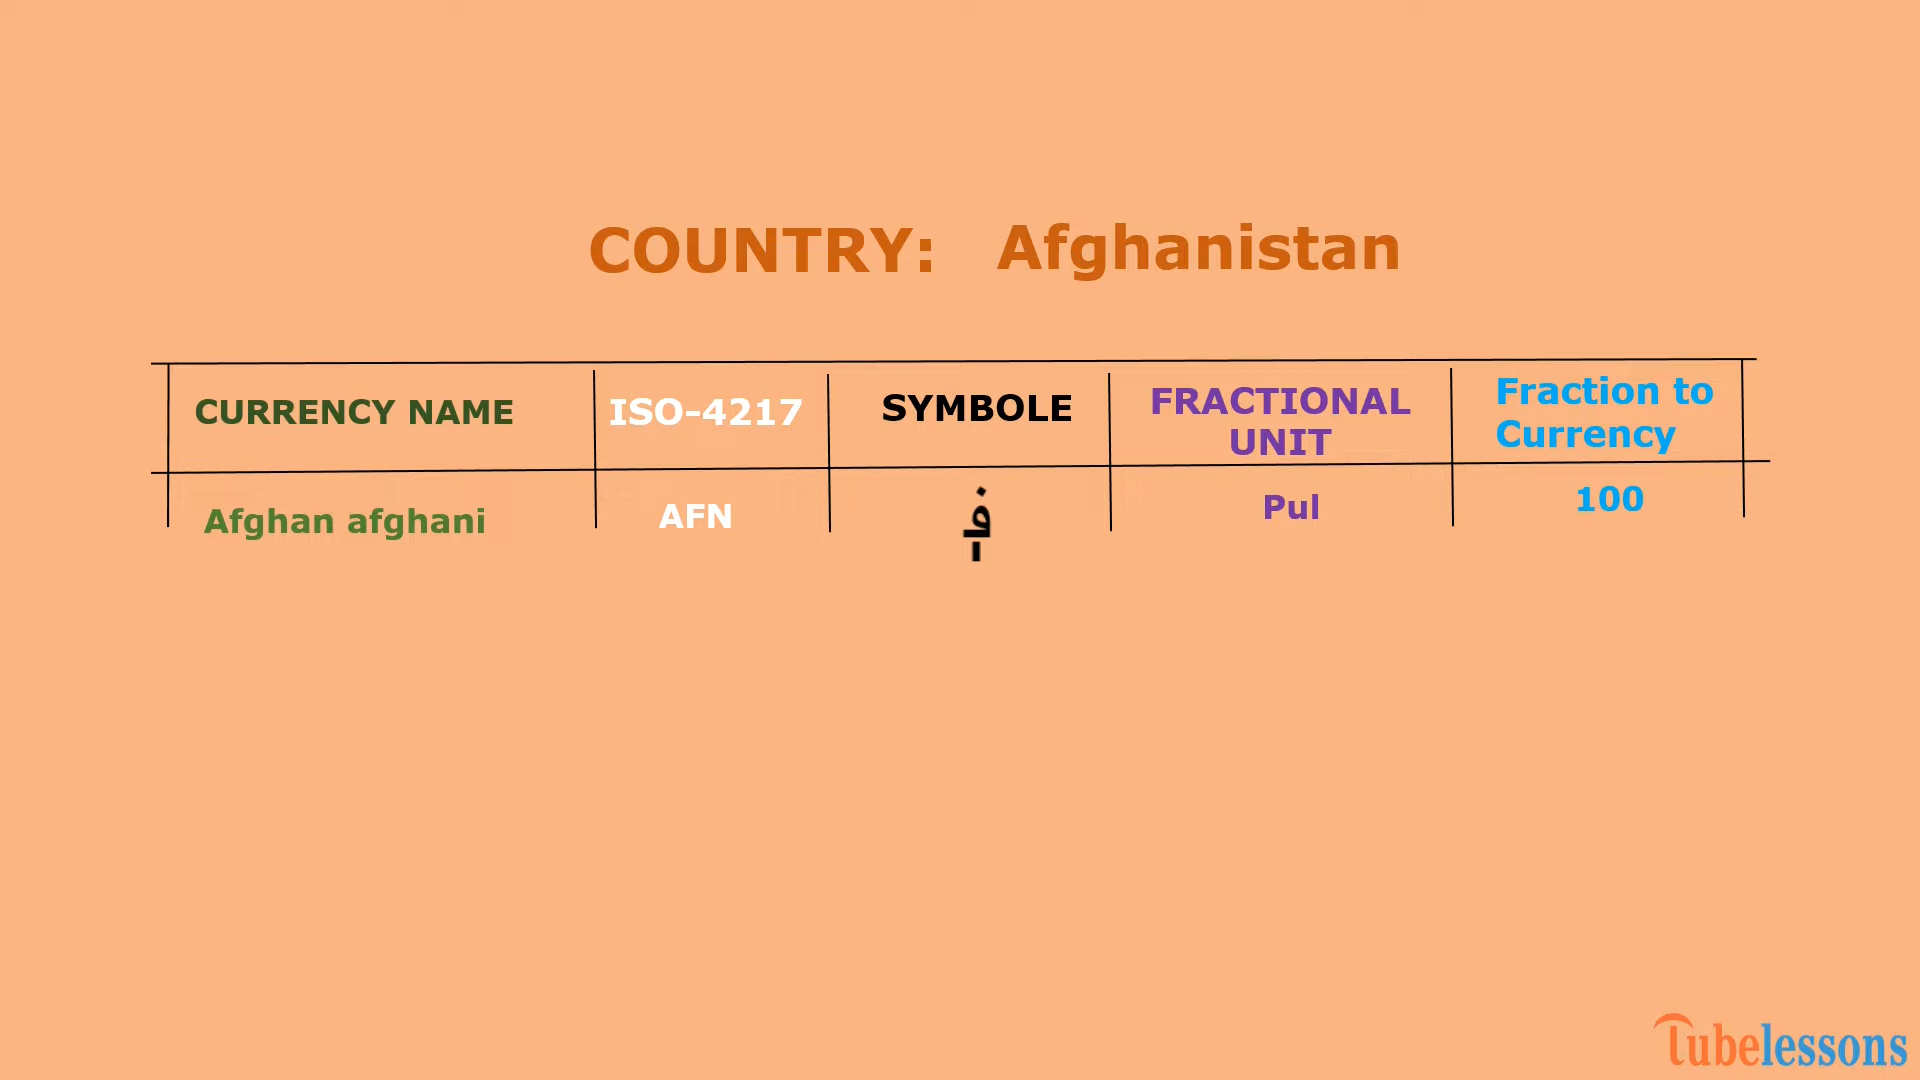 COUNTRY: Afghanistan
CURRENCY NAME
ISO-4217
SYMBOLE
FRACTIONAL
UNIT
Fraction to
Currency
Afghan afghani
AFN
Pul
100
Tubelessons